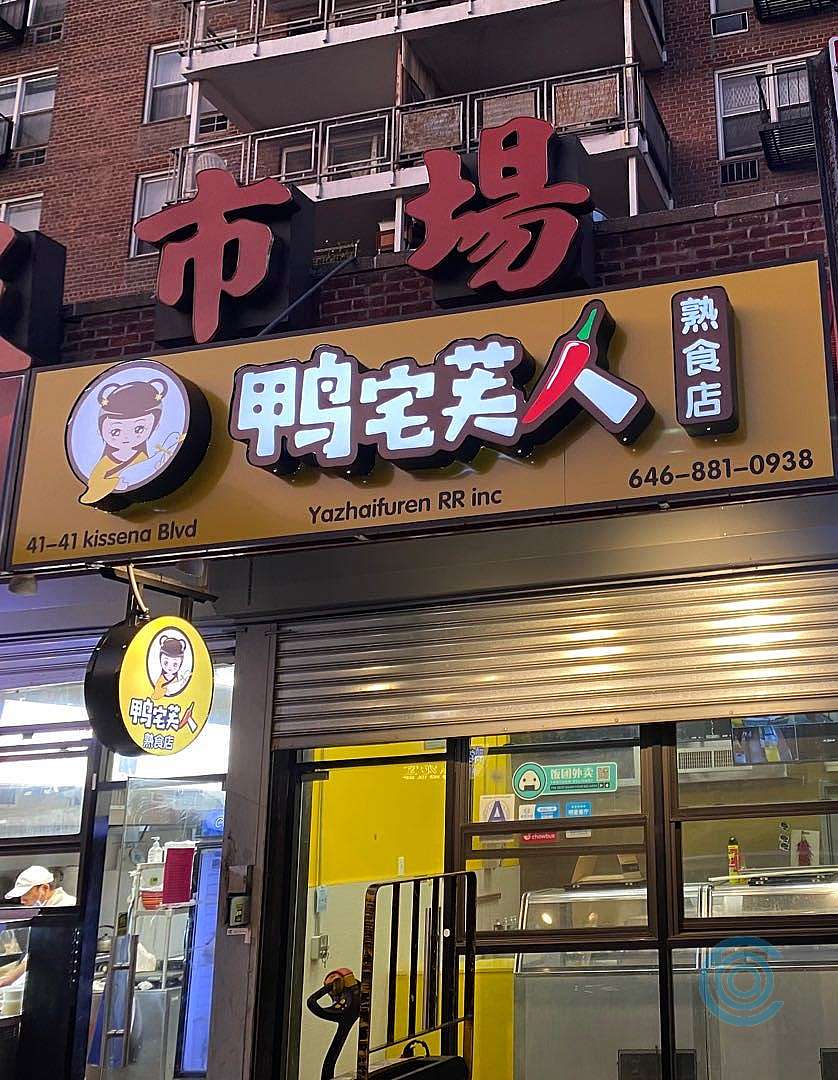 市場
鸭宅芙人
熟食店
646-881-0938
Yazhaifuren RR inc
41-41 kissena Blvd
鸭宅芙人
熟食店
饭团外卖
A
chowbus